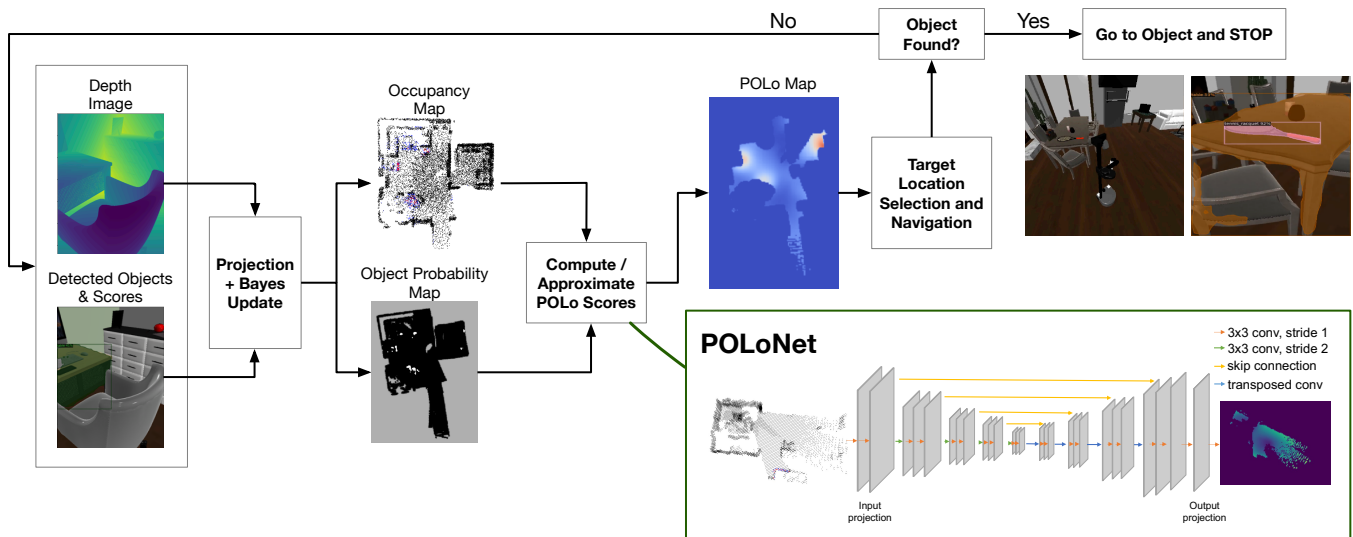 No
Object
Found?
Yes
Go to Object and STOP
Depth
Image
Occupancy
Map
POLo Map
Target
Location
Selection and
Navigation
Detected Objects
& Scores
Projection
+ Bayes
Update
Object Probability
Map
Compute /
Approximate
POLo Scores
POLoNet
3x3 conv, stride 1
3x3 conv, stride 2
skip connection
transposed conv
Input
projection
Output
projection